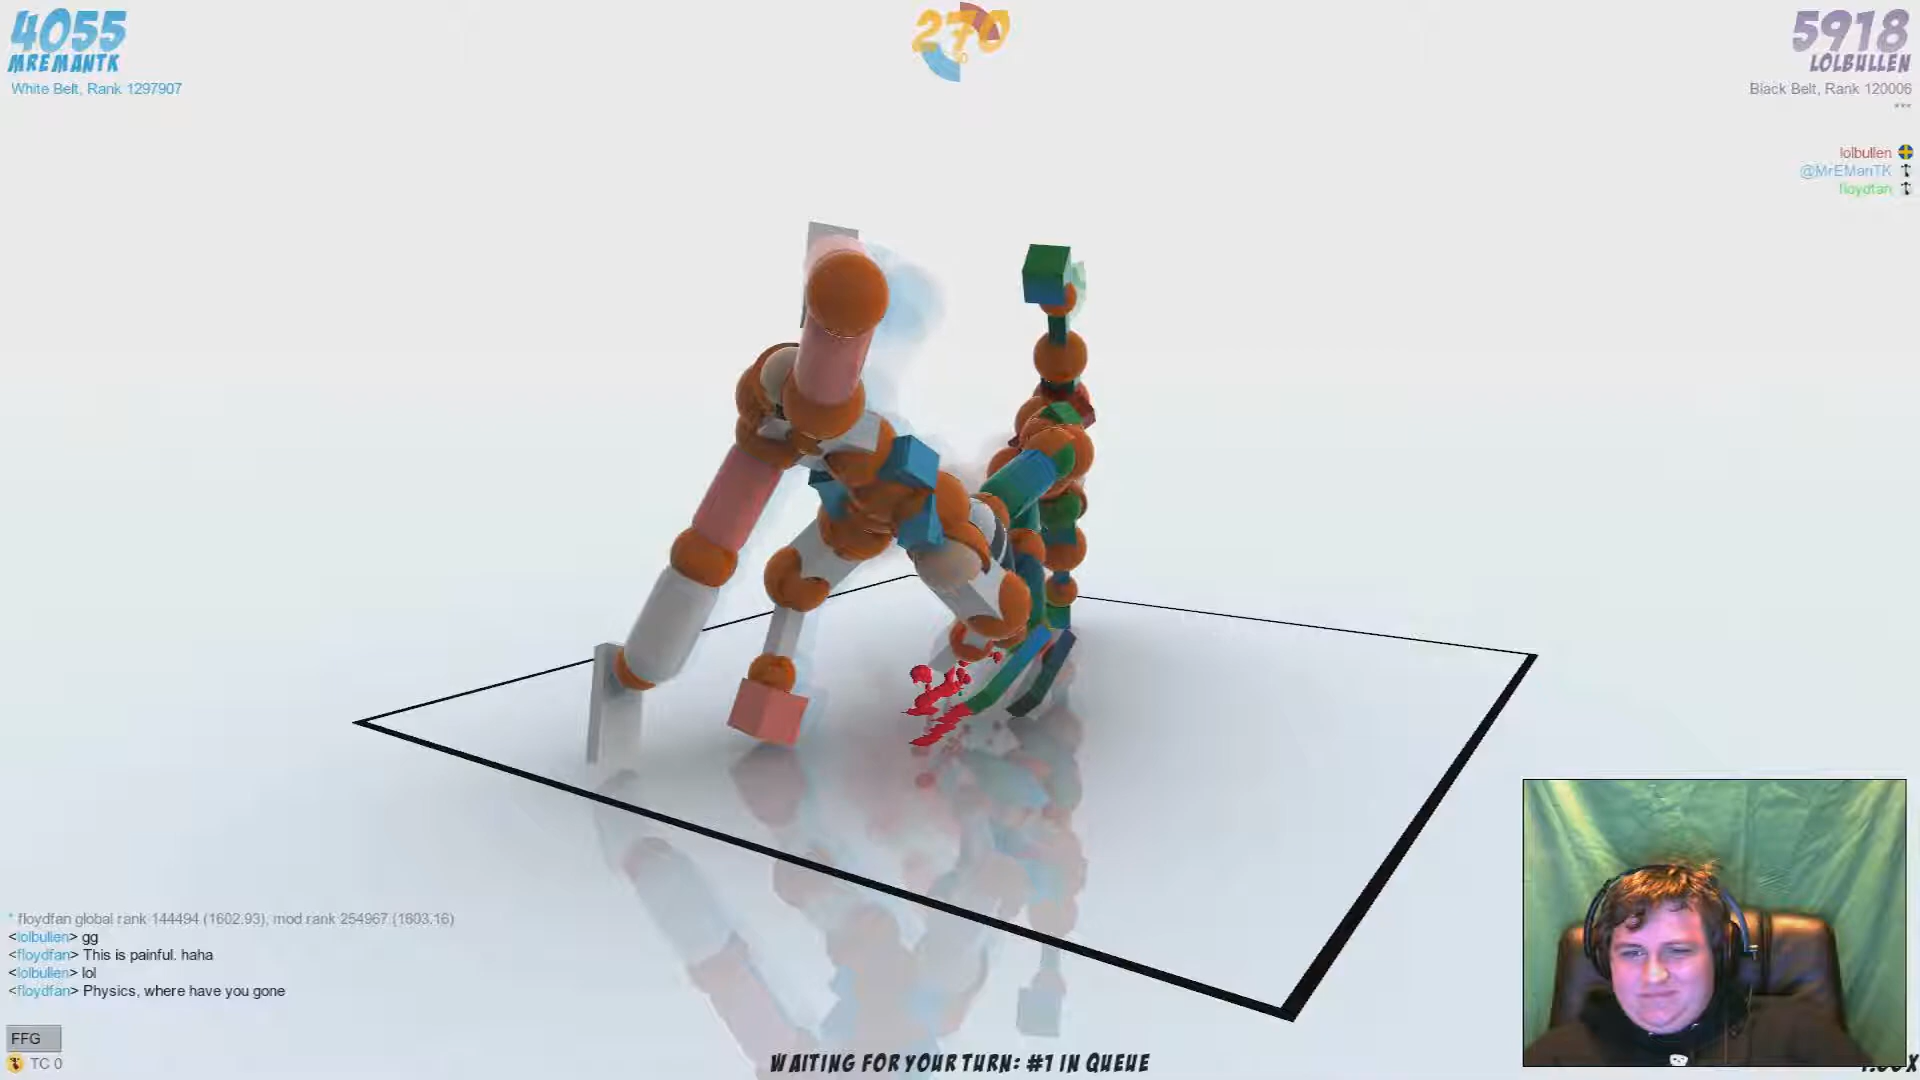 4055
MREMANTK
White Belt, Rank 1297907
270
5918
LOLBULLEN
Black Belt, Rank 120006
***
lolbullen
@MrEManTK
floydfan
* floydfan global rank 144494 (1602.93), mod rank 254967 (1603.16)
<lolbullen> gg
<floydfan> This is painful. haha
<lolbullen> lol
<floydfan> Physics, where have you gone
FFG
TC 0
WAITING FOR YOUR TURN: #1 IN QUEUE